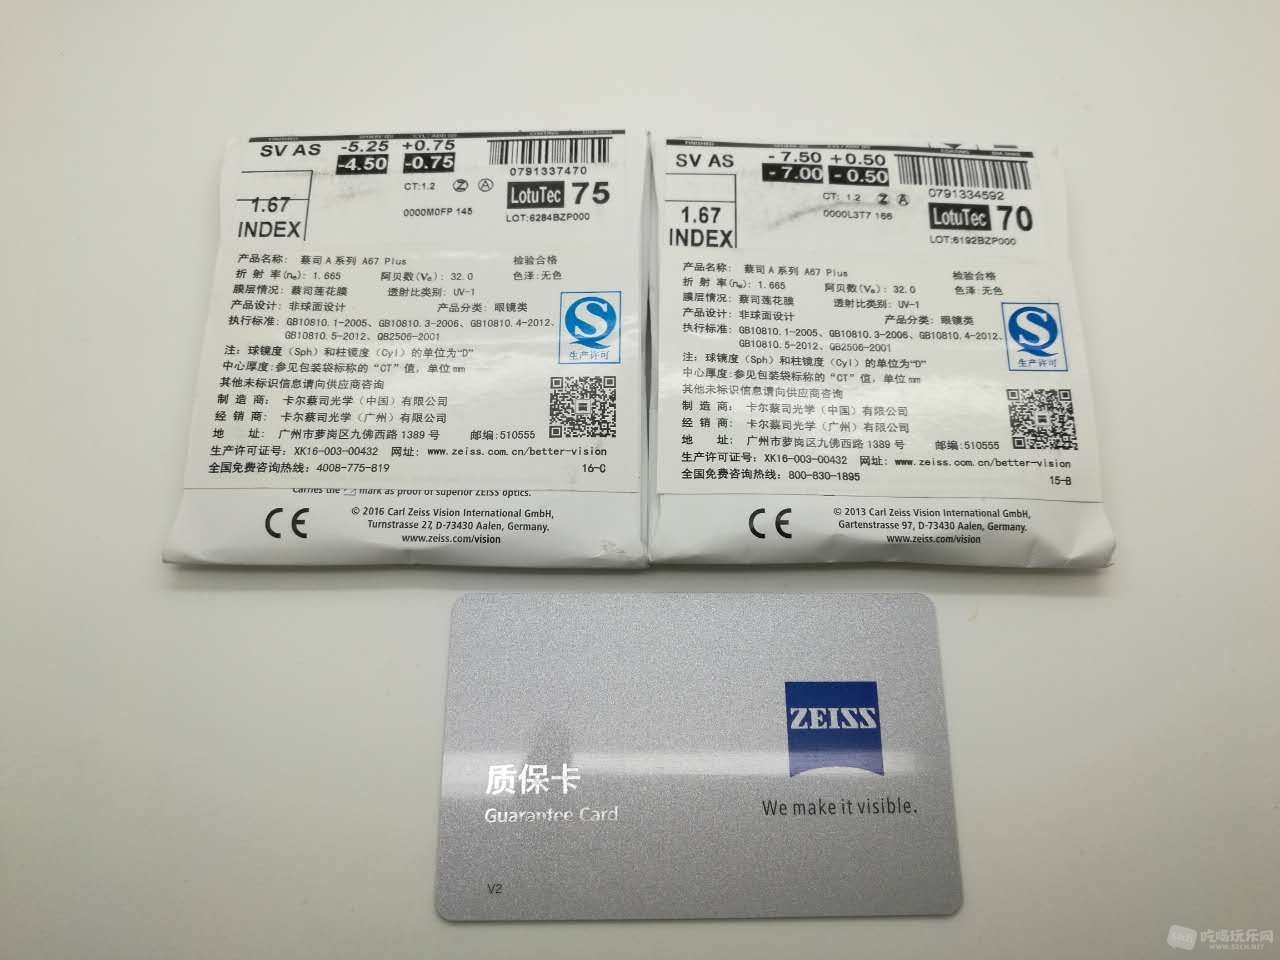 SV AS
-5.25 +0.75
-4.50 -0.75
0791337470
CT:1.2 Z A
LotuTec 75
0000M0FP 145
LOT:6284BZP000
1.67
INDEX
产品名称: 蔡司 A 系列 A67 Plus
检验合格
折 射 率(ne): 1.665 阿贝数(Ve): 32.0 色泽:无色
膜层情况: 蔡司莲花膜 透射比类别: UV-1
产品设计: 非球面设计 产品分类: 眼镜类
执行标准: GB10810.1-2005、GB10810.3-2006、GB10810.4-2012、
GB10810.5-2012、QB2506-2001
注: 球镜度(Sph)和柱镜度(Cyl)的单位为“D”
中心厚度:参见包装袋标称的“CT”值,单位mm
其他未标识信息请向供应商咨询
制 造 商: 卡尔蔡司光学(中国)有限公司
经 销 商: 卡尔蔡司光学(广州)有限公司
地 址: 广州市萝岗区九佛西路 1389 号 邮编:510555
生产许可证号: XK16-003-00432 网址: www.zeiss.com.cn/better-vision
全国免费咨询热线: 4008-775-819 16-C
S
生产许可
Carries the Z mark as proof of superior ZEISS optics.
CE
© 2016 Carl Zeiss Vision International GmbH,
Turnstrasse 27, D-73430 Aalen, Germany.
www.zeiss.com/vision
SV AS
-7.50 +0.50
-7.00 -0.50
0791334592
CT: 1.2 Z A
LotuTec 70
0000L3T7 166
LOT:6192BZP000
1.67
INDEX
产品名称: 蔡司 A 系列 A67 Plus
检验合格
折 射 率(ne): 1.665 阿贝数(Ve): 32.0 色泽:无色
膜层情况: 蔡司莲花膜 透射比类别: UV-1
产品设计: 非球面设计 产品分类: 眼镜类
执行标准: GB10810.1-2005、GB10810.3-2006、GB10810.4-2012、
GB10810.5-2012、QB2506-2001
注: 球镜度(Sph)和柱镜度(Cyl)的单位为“D”
中心厚度:参见包装袋标称的“CT”值,单位mm
其他未标识信息请向供应商咨询
制 造 商: 卡尔蔡司光学(中国)有限公司
经 销 商: 卡尔蔡司光学(广州)有限公司
地 址: 广州市萝岗区九佛西路 1389 号 邮编:510555
生产许可证号: XK16-003-00432 网址: www.zeiss.com.cn/better-vision
全国免费咨询热线: 800-830-1895 15-B
S
生产许可
CE
© 2013 Carl Zeiss Vision International GmbH,
Gartenstrasse 97, D-73430 Aalen, Germany.
www.zeiss.com/vision
ZEISS
质保卡
Guarantee Card
We make it visible.
V2
吃喝玩乐网
WWW.SZCH.NET